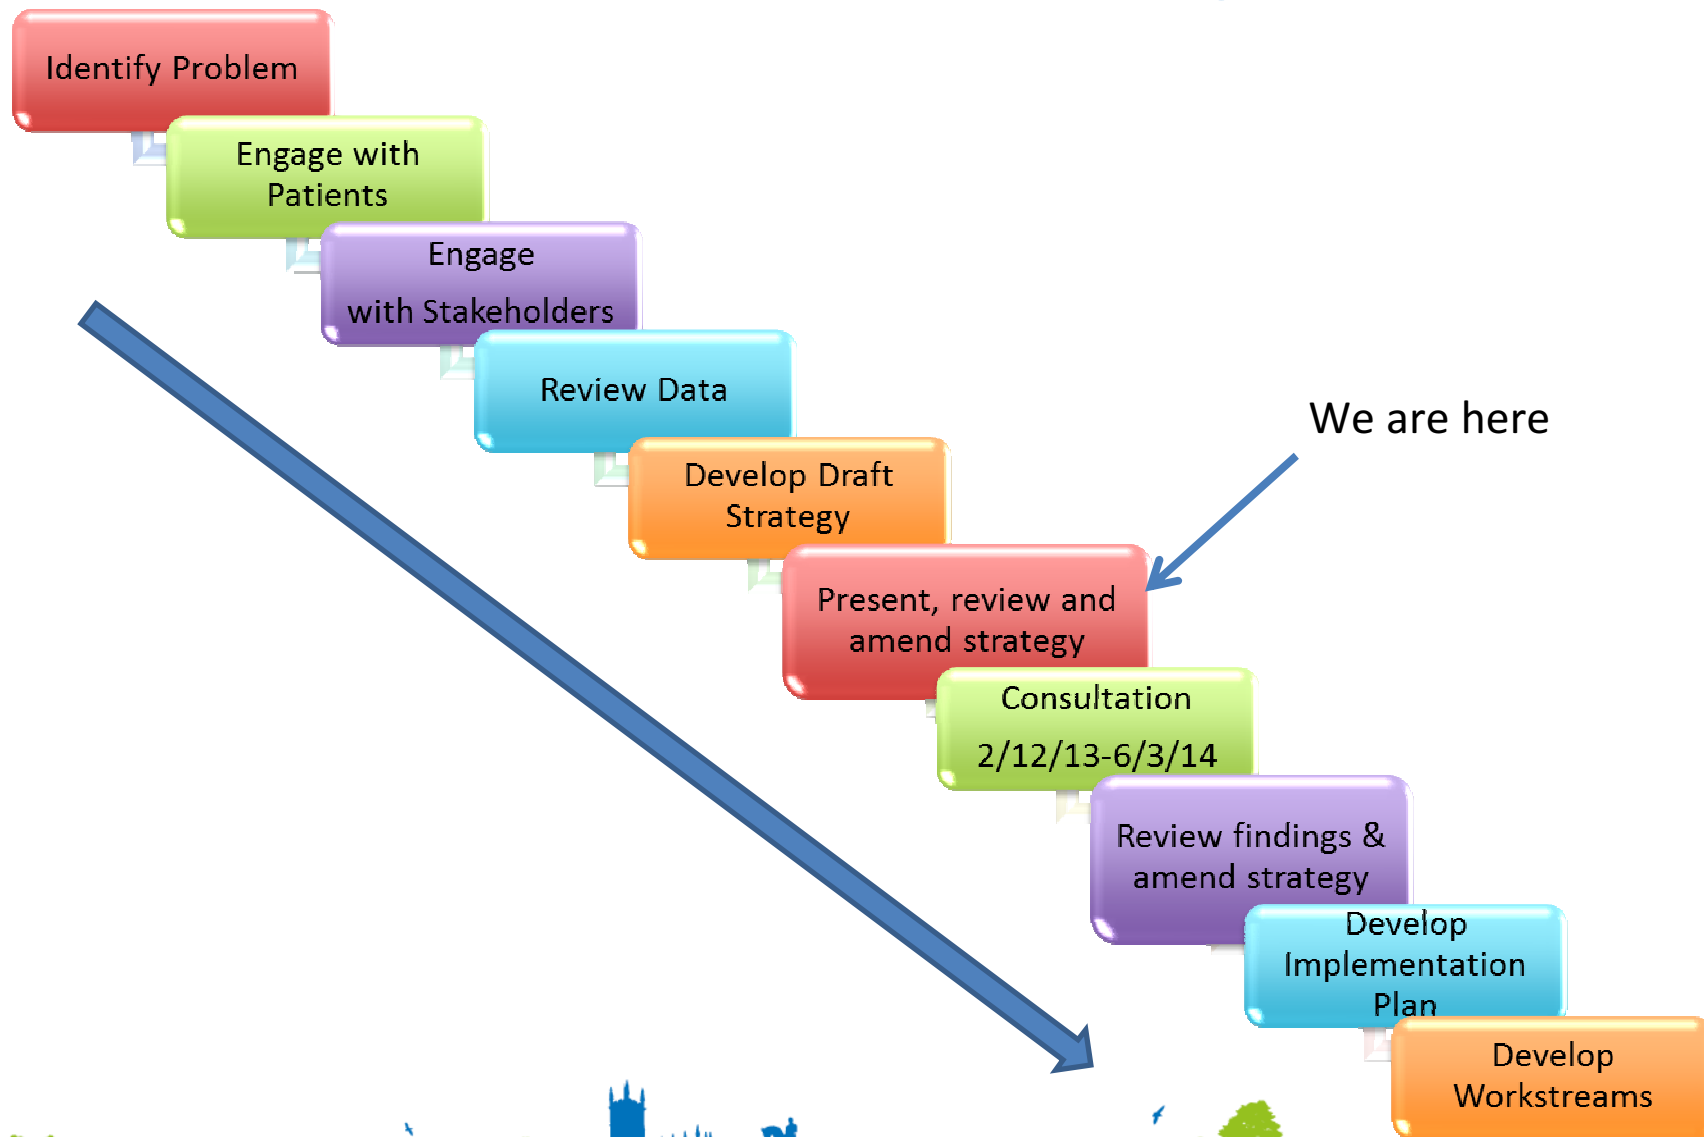 Identify Problem
Engage with
Patients
Engage
with Stakeholders
Review Data
Develop Draft
Strategy
We are here
Present, review and
amend strategy
Consultation
2/12/13-6/3/14
Review findings &
amend strategy
Develop
Implementation
Plan
Develop
Workstreams